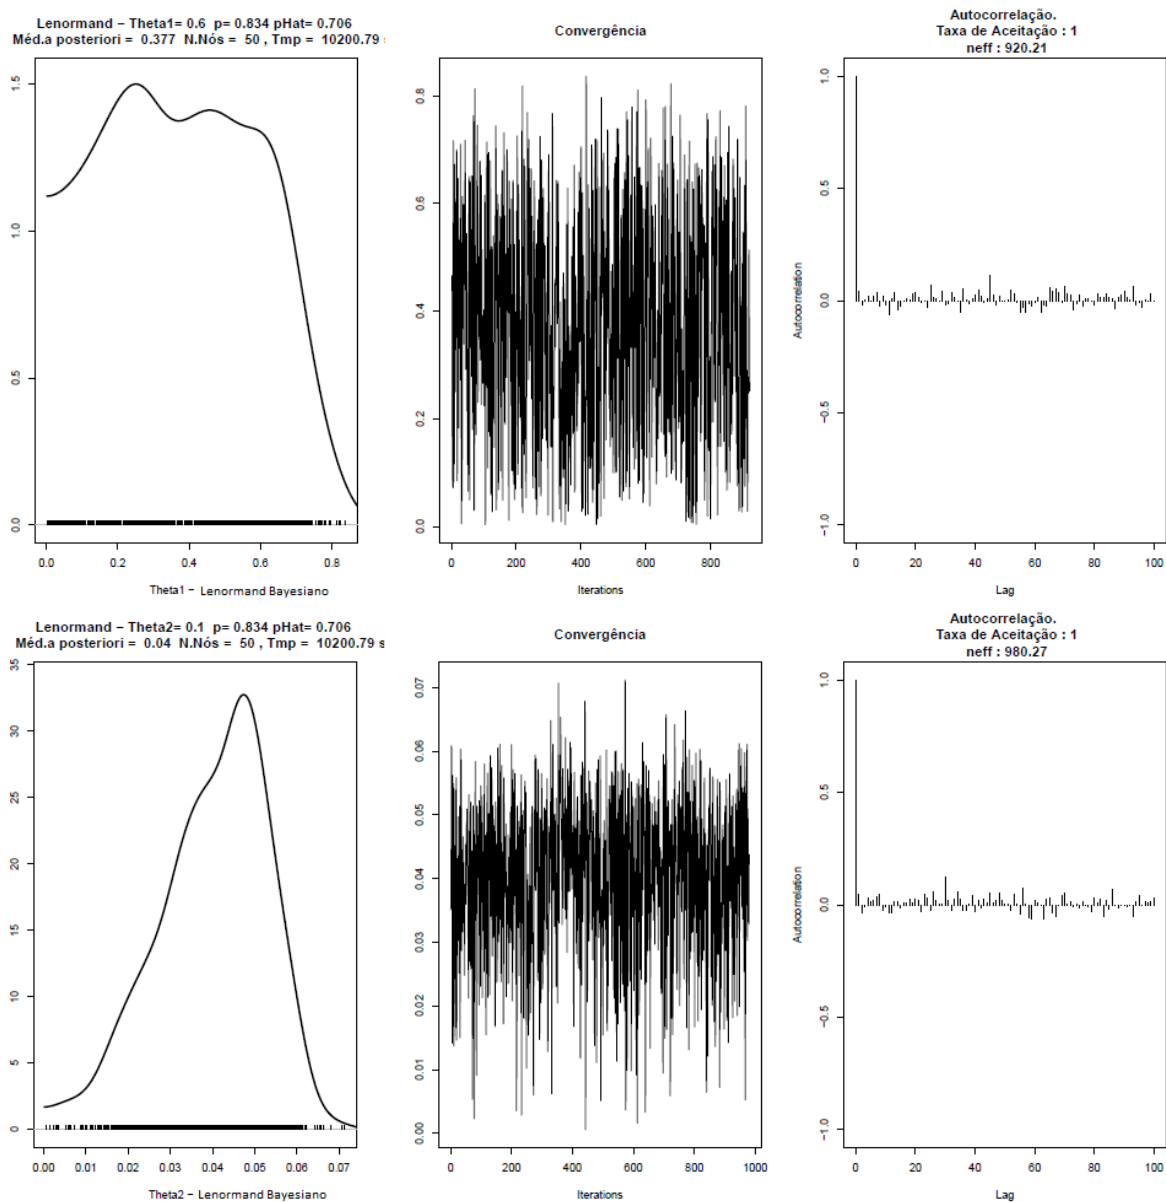 Lenormand – Theta1= 0.6 p= 0.834 pHat= 0.706
Méd.a posteriori = 0.377 N.Nós = 50 , Tmp = 10200.79 s
0.0
0.5
1.0
1.5
0.0 0.2 0.4 0.6 0.8
Theta1 – Lenormand Bayesiano
Convergência
0.0
0.2
0.4
0.6
0.8
0 200 400 600 800
Iterations
Autocorrelação.
Taxa de Aceitação : 1
neff : 920.21
Autocorrelation
−1.0
−0.5
0.0
0.5
1.0
0 20 40 60 80 100
Lag
Lenormand – Theta2= 0.1 p= 0.834 pHat= 0.706
Méd.a posteriori = 0.04 N.Nós = 50 , Tmp = 10200.79 s
0
5
10
15
20
25
30
35
0.00 0.01 0.02 0.03 0.04 0.05 0.06 0.07
Theta2 – Lenormand Bayesiano
Convergência
0.00
0.01
0.02
0.03
0.04
0.05
0.06
0.07
0 200 400 600 800 1000
Iterations
Autocorrelação.
Taxa de Aceitação : 1
neff : 980.27
Autocorrelation
−1.0
−0.5
0.0
0.5
1.0
0 20 40 60 80 100
Lag